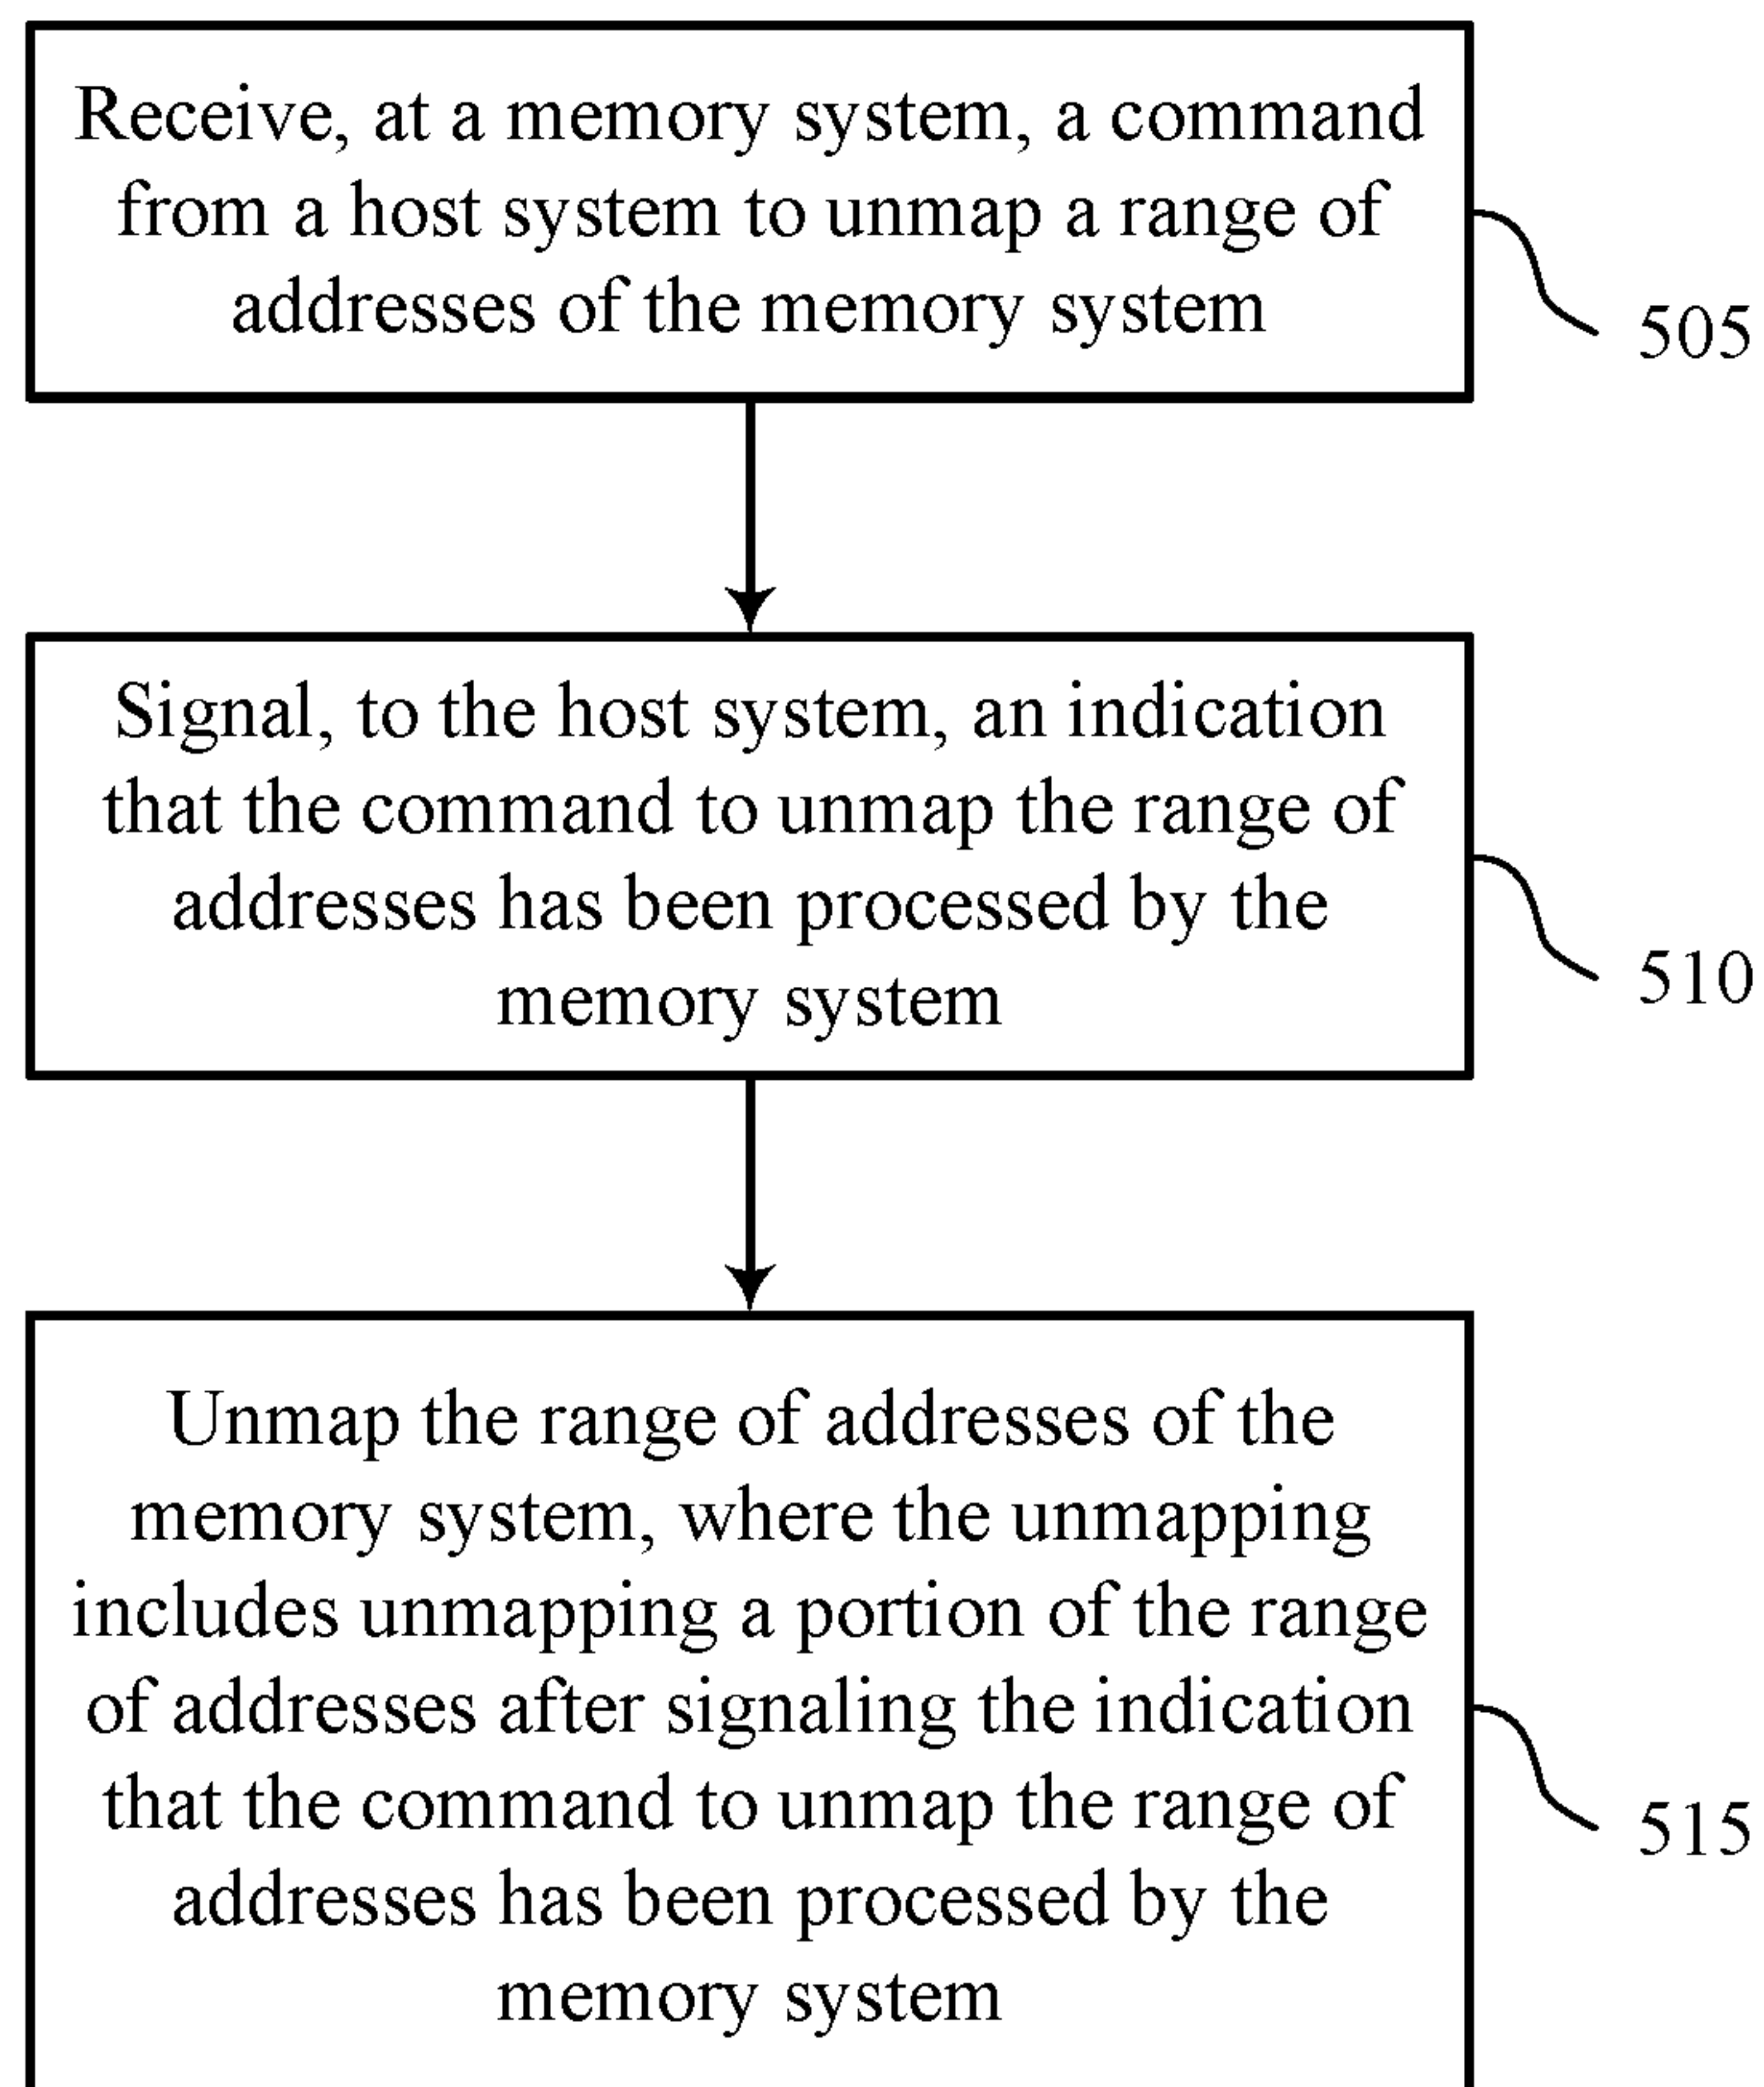 Receive, at a memory system, a command
from a host system to unmap a range of
addresses of the memory system
505
Signal, to the host system, an indication
that the command to unmap the range of
addresses has been processed by the
memory system
510
Unmap the range of addresses of the
memory system, where the unmapping
includes unmapping a portion of the range
of addresses after signaling the indication
that the command to unmap the range of
addresses has been processed by the
memory system
515